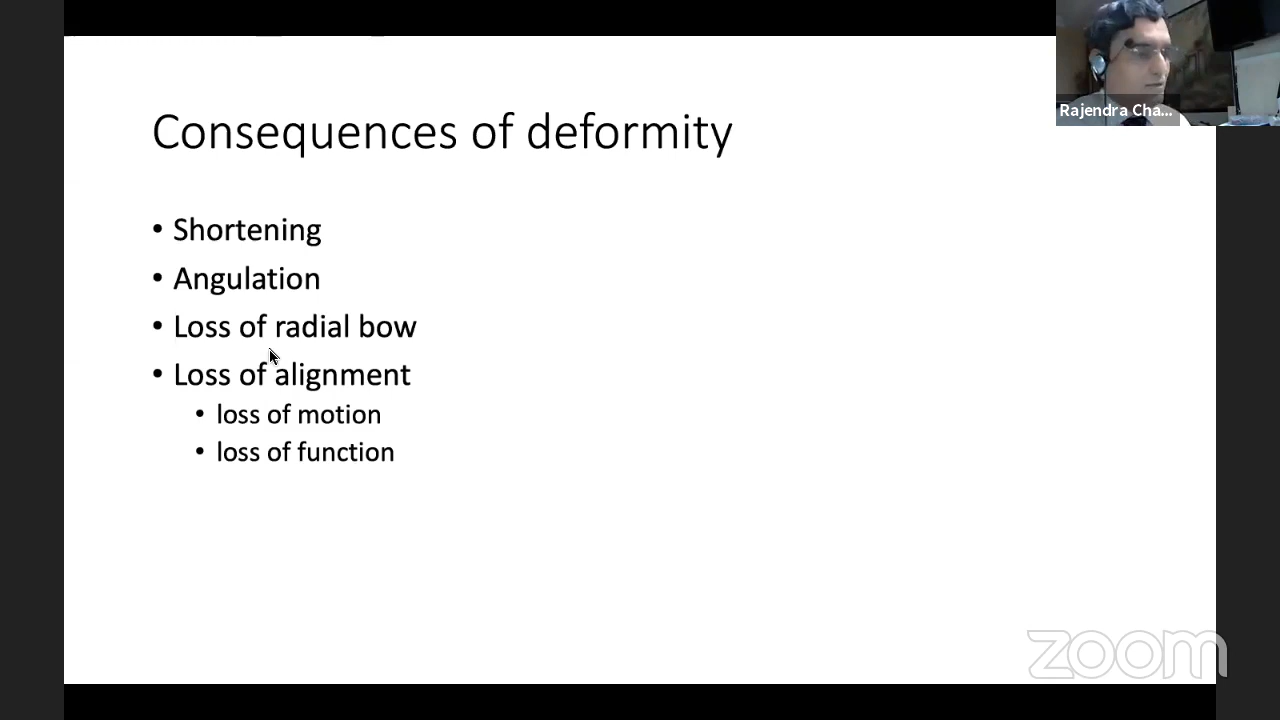 Rajendra Cha...
Consequences of deformity
• Shortening
• Angulation
• Loss of radial bow
• Loss of alignment
• loss of motion
• loss of function
zoom